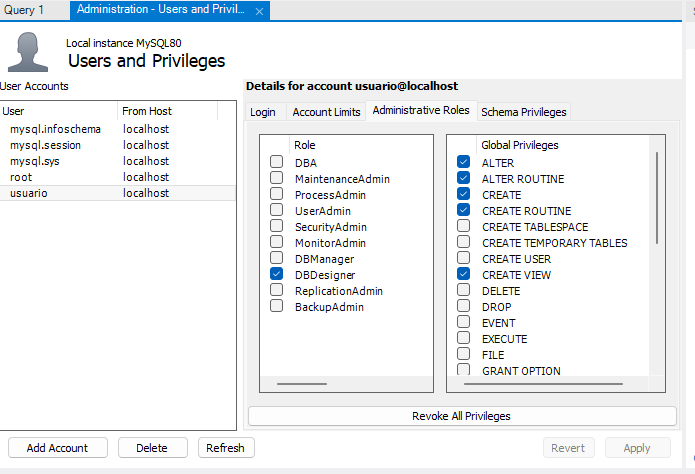 Query 1
Administration - Users and Privil...
Local instance MySQL80
Users and Privileges
User Accounts
User From Host
mysql.infoschema localhost
mysql.session localhost
mysql.sys localhost
root localhost
usuario localhost
Details for account usuario@localhost
Login Account Limits Administrative Roles Schema Privileges
Role
DBA
MaintenanceAdmin
ProcessAdmin
UserAdmin
SecurityAdmin
MonitorAdmin
DBManager
DBDesigner
ReplicationAdmin
BackupAdmin
Global Privileges
ALTER
ALTER ROUTINE
CREATE
CREATE ROUTINE
CREATE TABLESPACE
CREATE TEMPORARY TABLES
CREATE USER
CREATE VIEW
DELETE
DROP
EVENT
EXECUTE
FILE
GRANT OPTION
Revoke All Privileges
Add Account Delete Refresh Revert Apply